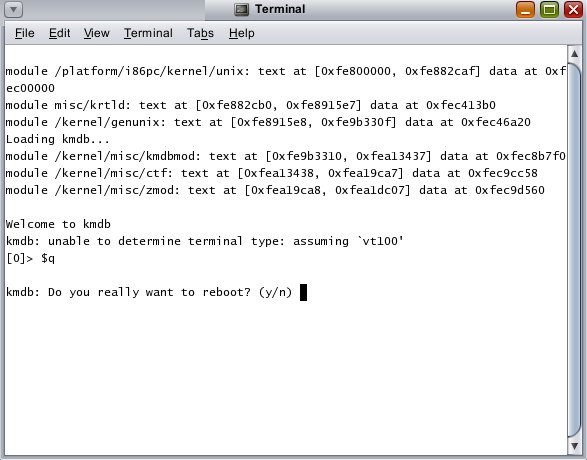 Terminal
File Edit View Terminal Tabs Help
module /platform/i86pc/kernel/unix: text at [0xfe800000, 0xfe882caf] data at 0xf
ec00000
module misc/krtld: text at [0xfe882cb0, 0xfe8915e7] data at 0xfec413b0
module /kernel/genunix: text at [0xfe8915e8, 0xfe9b330f] data at 0xfec46a20
Loading kmdb...
module /kernel/misc/kmdbmod: text at [0xfe9b3310, 0xfea13437] data at 0xfec8b7f0
module /kernel/misc/ctf: text at [0xfea13438, 0xfea19ca7] data at 0xfec9cc58
module /kernel/misc/zmod: text at [0xfea19ca8, 0xfea1dc07] data at 0xfec9d560
Welcome to kmdb
kmdb: unable to determine terminal type: assuming `vt100'
[0]> $q
kmdb: Do you really want to reboot? (y/n)